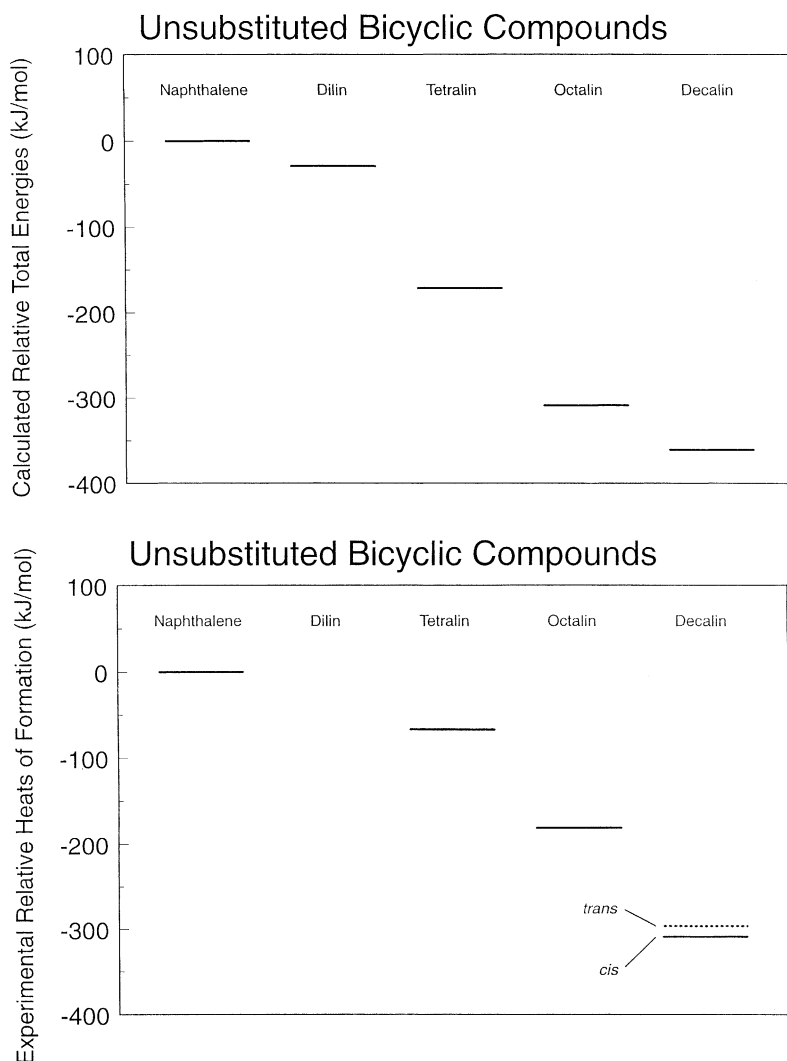 Unsubstituted Bicyclic Compounds
Calculated Relative Total Energies (kJ/mol)
100
Naphthalene Dilin Tetralin Octalin Decalin
0
-100
-200
-300
-400
Unsubstituted Bicyclic Compounds
Experimental Relative Heats of Formation (kJ/mol)
100
Naphthalene Dilin Tetralin Octalin Decalin
0
-100
-200
trans
-300
cis
-400